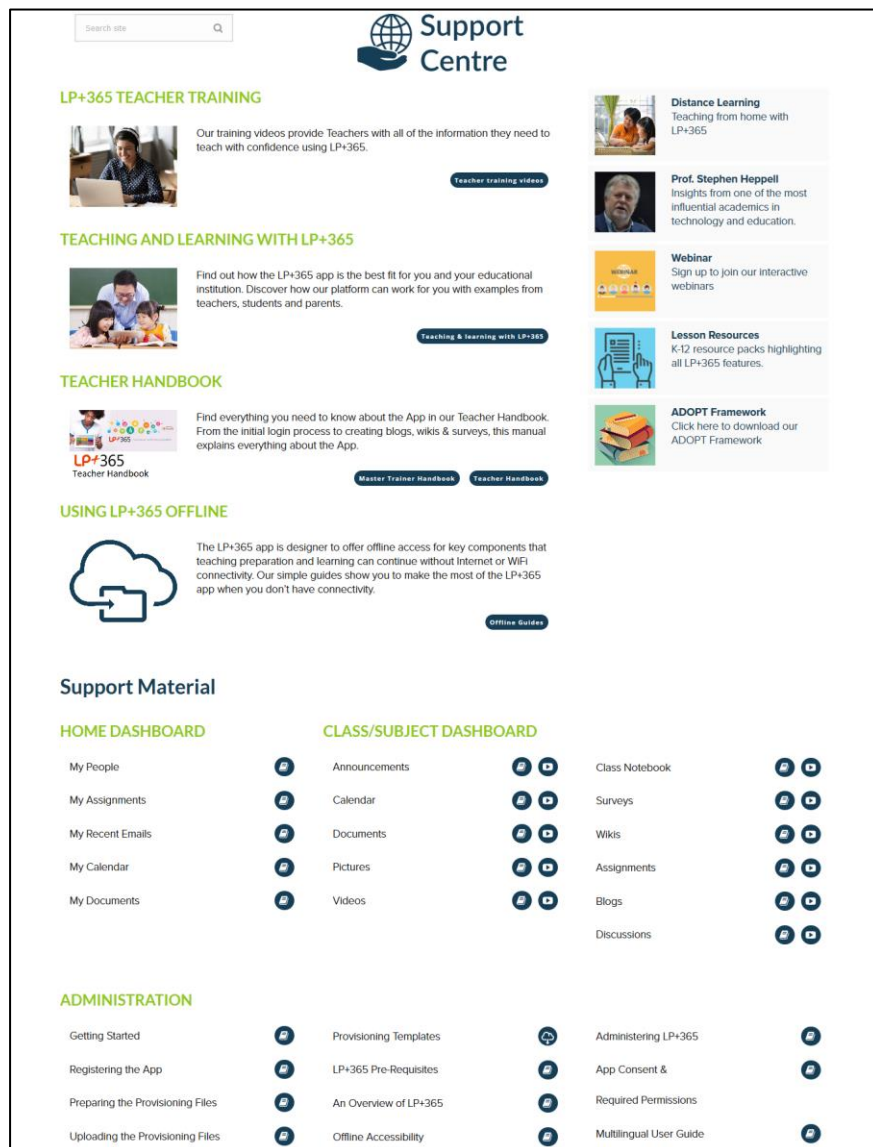 Search site
Support
Centre
LP+365 TEACHER TRAINING
Our training videos provide Teachers with all of the information they need to
teach with confidence using LP+365.
Teacher training videos
TEACHING AND LEARNING WITH LP+365
Find out how the LP+365 app is the best fit for you and your educational
institution. Discover how our platform can work for you with examples from
teachers, students and parents.
Teaching & learning with LP+365
TEACHER HANDBOOK
LP+365
LP+365
Teacher Handbook
Find everything you need to know about the App in our Teacher Handbook.
From the initial login process to creating blogs, wikis & surveys, this manual
explains everything about the App.
Master Trainer Handbook
Teacher Handbook
USING LP+365 OFFLINE
The LP+365 app is designer to offer offline access for key components that
teaching preparation and learning can continue without Internet or WiFi
connectivity. Our simple guides show you to make the most of the LP+365
app when you don't have connectivity.
Offline Guides
Distance Learning
Teaching from home with
LP+365
Prof. Stephen Heppell
Insights from one of the most
influential academics in
technology and education.
WEBINAR
Webinar
Sign up to join our interactive
webinars
Lesson Resources
K-12 resource packs highlighting
all LP+365 features.
ADOPT Framework
Click here to download our
ADOPT Framework
Support Material
HOME DASHBOARD
My People
My Assignments
My Recent Emails
My Calendar
My Documents
CLASS/SUBJECT DASHBOARD
Announcements
Calendar
Documents
Pictures
Videos
Class Notebook
Surveys
Wikis
Assignments
Blogs
Discussions
ADMINISTRATION
Getting Started
Registering the App
Preparing the Provisioning Files
Uploading the Provisioning Files
Provisioning Templates
LP+365 Pre-Requisites
An Overview of LP+365
Offline Accessibility
Administering LP+365
App Consent &
Required Permissions
Multilingual User Guide